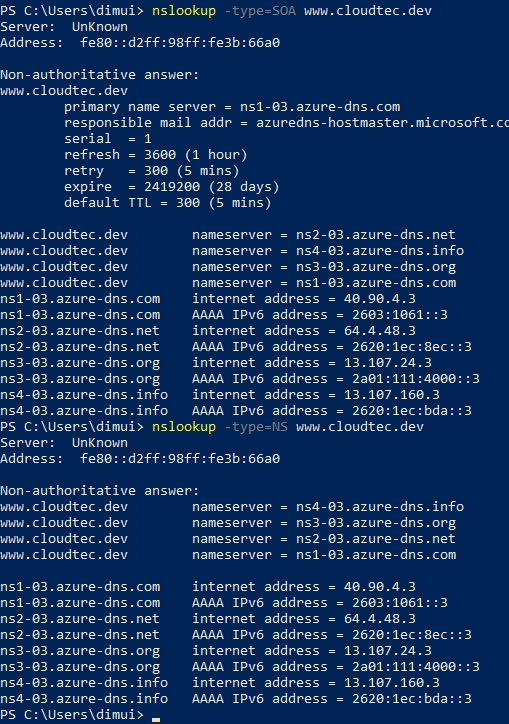 PS C:\Users\dimui> nslookup -type=SOA www.cloudtec.dev
Server:  UnKnown
Address:  fe80::d2ff:98ff:fe3b:66a0

Non-authoritative answer:
www.cloudtec.dev
        primary name server = ns1-03.azure-dns.com
        responsible mail addr = azuredns-hostmaster.microsoft.co
        serial  = 1
        refresh = 3600 (1 hour)
        retry   = 300 (5 mins)
        expire  = 2419200 (28 days)
        default TTL = 300 (5 mins)

www.cloudtec.dev        nameserver = ns2-03.azure-dns.net
www.cloudtec.dev        nameserver = ns4-03.azure-dns.info
www.cloudtec.dev        nameserver = ns3-03.azure-dns.org
www.cloudtec.dev        nameserver = ns1-03.azure-dns.com
ns1-03.azure-dns.com    internet address = 40.90.4.3
ns1-03.azure-dns.com    AAAA IPv6 address = 2603:1061::3
ns2-03.azure-dns.net    internet address = 64.4.48.3
ns2-03.azure-dns.net    AAAA IPv6 address = 2620:1ec:8ec::3
ns3-03.azure-dns.org    internet address = 13.107.24.3
ns3-03.azure-dns.org    AAAA IPv6 address = 2a01:111:4000::3
ns4-03.azure-dns.info   internet address = 13.107.160.3
ns4-03.azure-dns.info   AAAA IPv6 address = 2620:1ec:bda::3
PS C:\Users\dimui> nslookup -type=NS www.cloudtec.dev
Server:  UnKnown
Address:  fe80::d2ff:98ff:fe3b:66a0

Non-authoritative answer:
www.cloudtec.dev        nameserver = ns4-03.azure-dns.info
www.cloudtec.dev        nameserver = ns3-03.azure-dns.org
www.cloudtec.dev        nameserver = ns2-03.azure-dns.net
www.cloudtec.dev        nameserver = ns1-03.azure-dns.com

ns1-03.azure-dns.com    internet address = 40.90.4.3
ns1-03.azure-dns.com    AAAA IPv6 address = 2603:1061::3
ns2-03.azure-dns.net    internet address = 64.4.48.3
ns2-03.azure-dns.net    AAAA IPv6 address = 2620:1ec:8ec::3
ns3-03.azure-dns.org    internet address = 13.107.24.3
ns3-03.azure-dns.org    AAAA IPv6 address = 2a01:111:4000::3
ns4-03.azure-dns.info   internet address = 13.107.160.3
ns4-03.azure-dns.info   AAAA IPv6 address = 2620:1ec:bda::3
PS C:\Users\dimui>